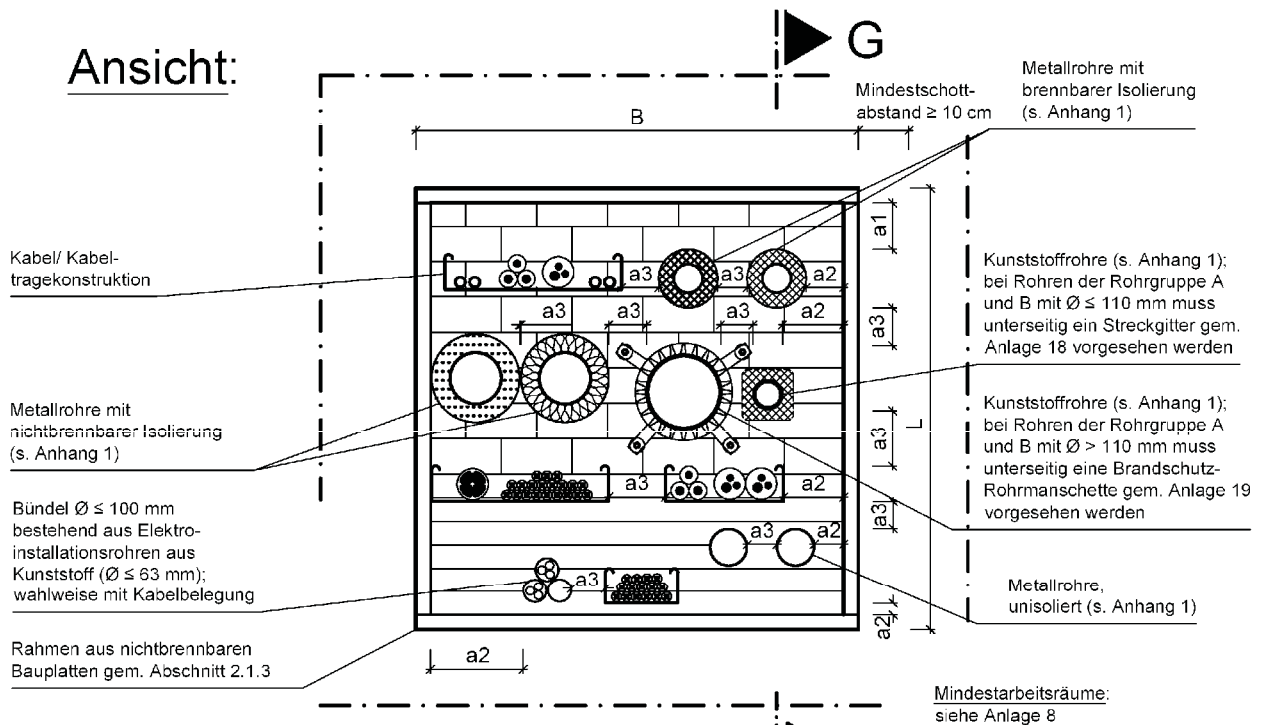 Ansicht:
G
Mindestschott-
abstand ≥ 10 cm
Metallrohre mit
brennbarer Isolierung
(s. Anhang 1)
B
a1
Kabel/ Kabel-
tragekonstruktion
a3
a3
a2
Kunststoffrohre (s. Anhang 1);
bei Rohren der Rohrgruppe A
und B mit Ø ≤ 110 mm muss
unterseitig ein Streckgitter gem.
Anlage 18 vorgesehen werden
a3
a3
a3
a2
a3
Metallrohre mit
nichtbrennbarer Isolierung
(s. Anhang 1)
Kunststoffrohre (s. Anhang 1);
bei Rohren der Rohrgruppe A
und B mit Ø > 110 mm muss
unterseitig eine Brandschutz-
Rohrmanschette gem. Anlage 19
vorgesehen werden
L
a3
a3
a2
a3
Bündel Ø ≤ 100 mm
bestehend aus Elektro-
installationsrohren aus
Kunststoff (Ø ≤ 63 mm);
wahlweise mit Kabelbelegung
a3
a2
a3
Metallrohre,
unisoliert (s. Anhang 1)
a2
Rahmen aus nichtbrennbaren
Bauplatten gem. Abschnitt 2.1.3
a2
Mindestarbeitsräume:
siehe Anlage 8